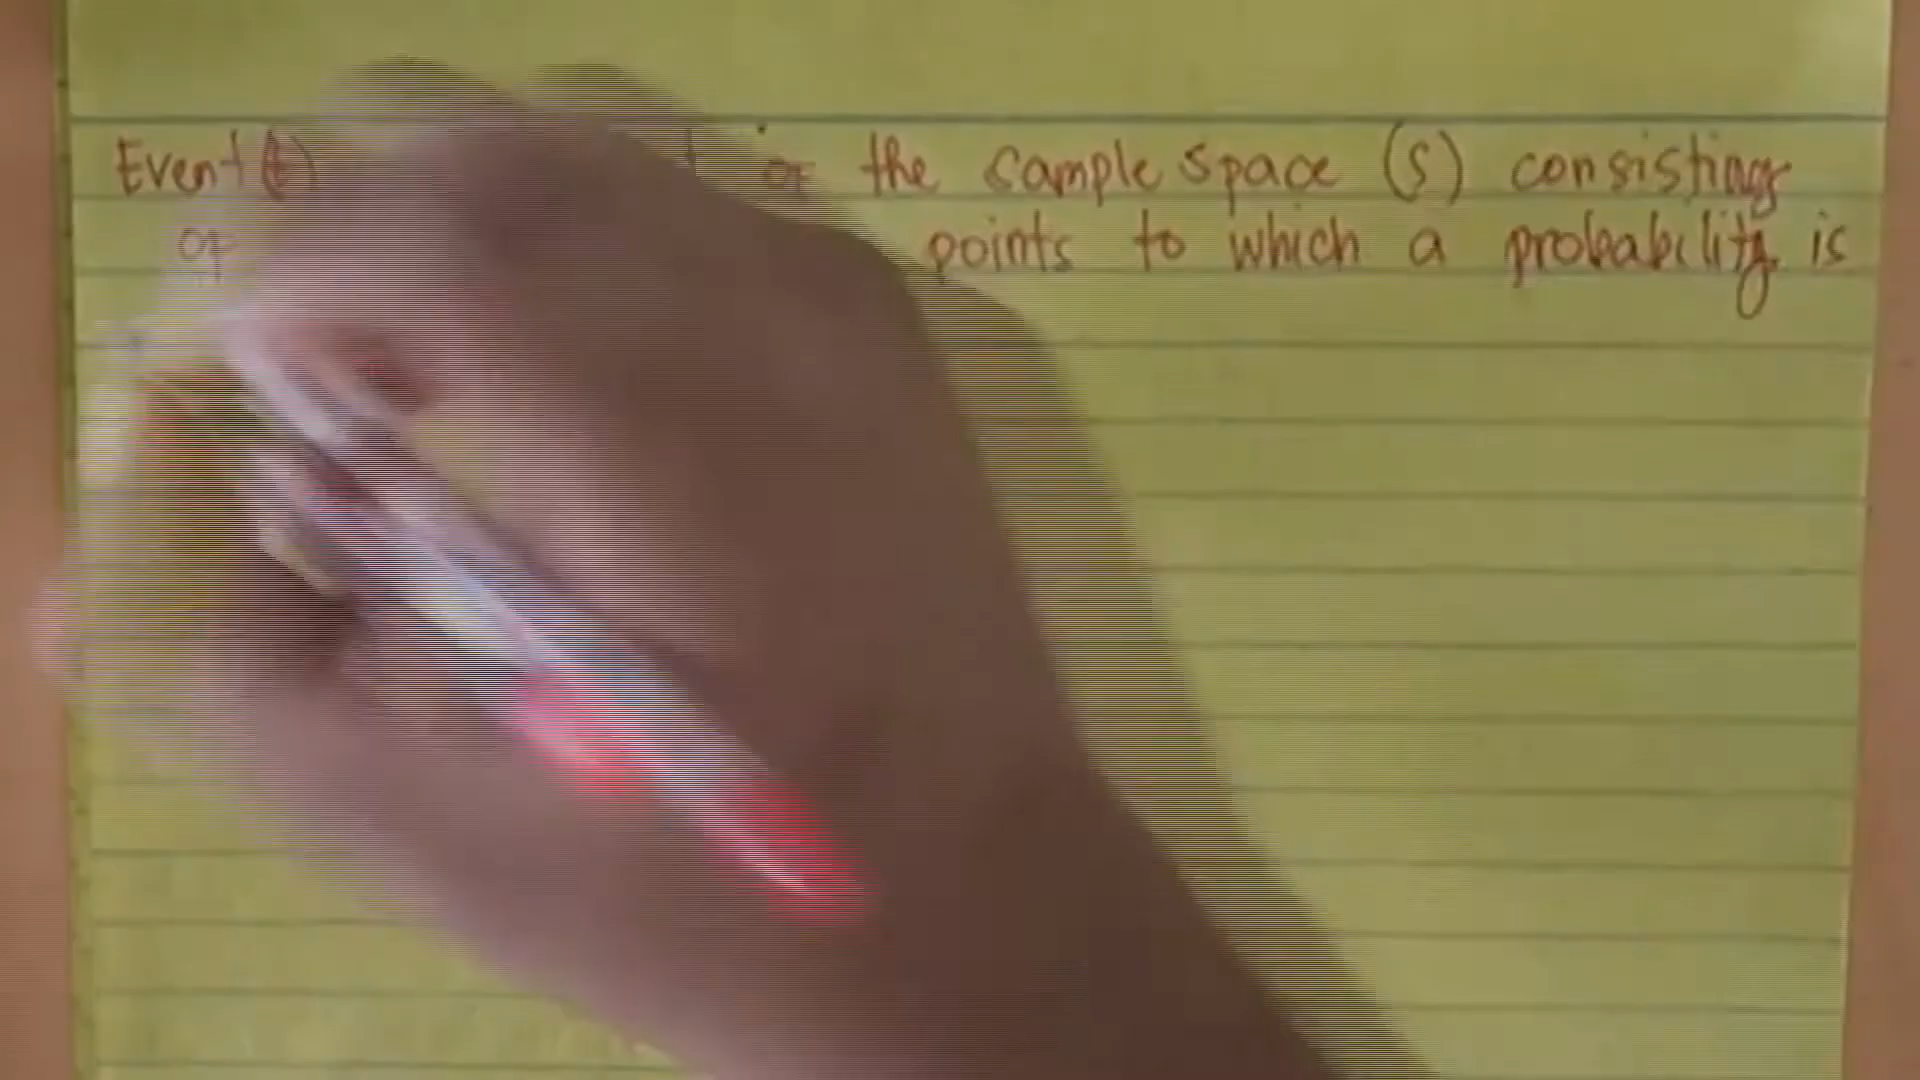 Event (E) of the sample space (S) consisting
of points to which a probability is